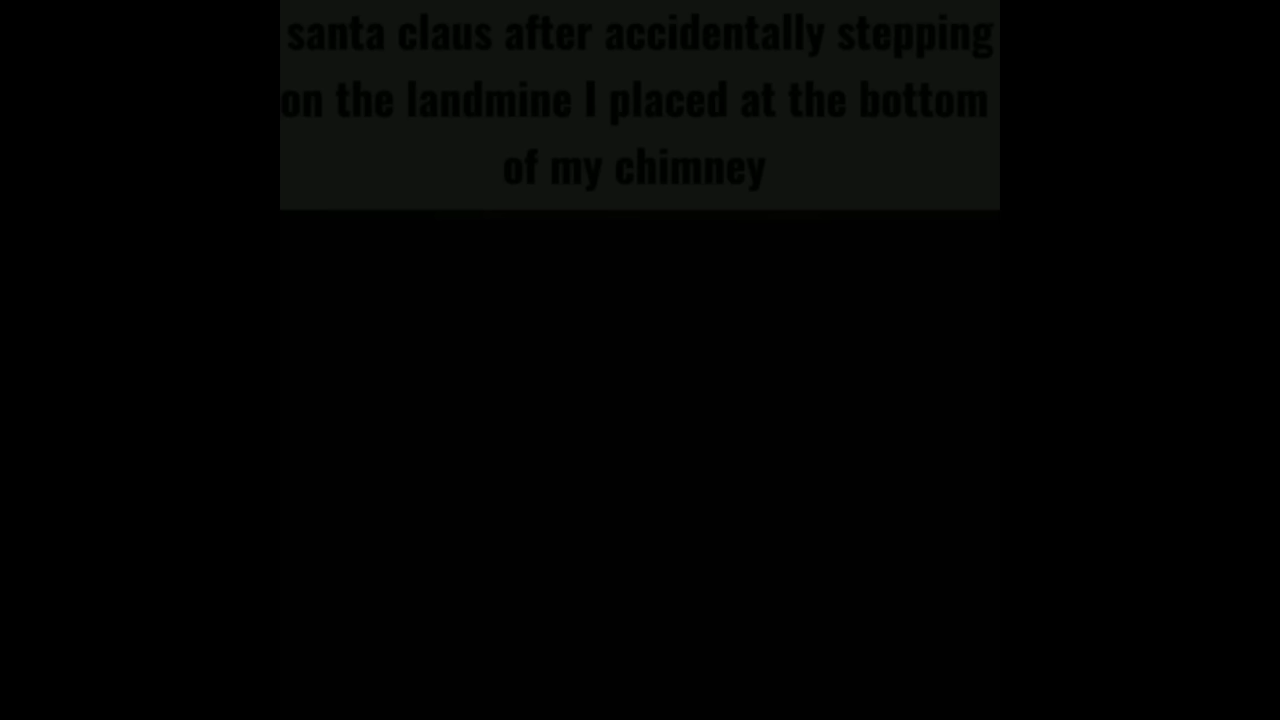 santa claus after accidentally stepping
on the landmine I placed at the bottom
of my chimney